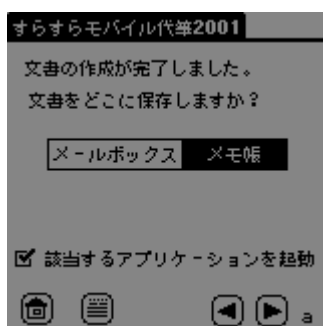 すらすらモバイル代筆2001
文書の作成が完了しました。
文書をどこに保存しますか？
メールボックス メモ帳
該当するアプリケーションを起動
a